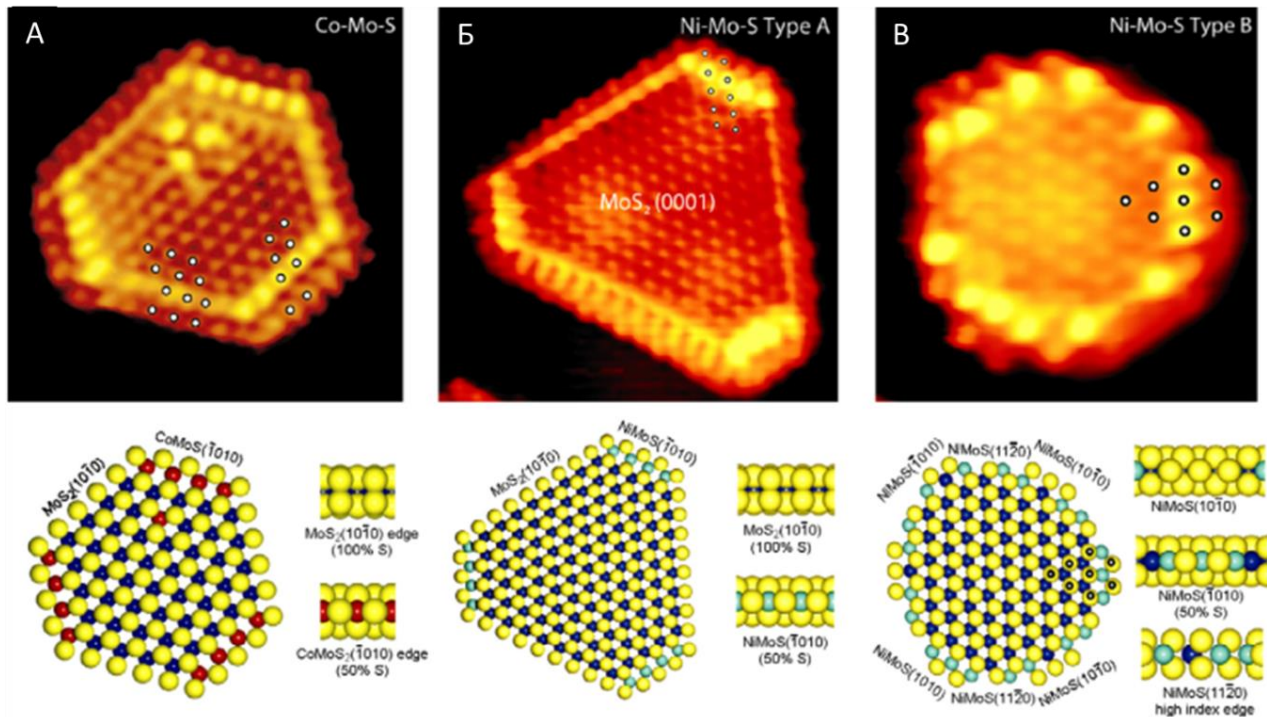 А
Co-Mo-S
Б
Ni-Mo-S Type A
В
Ni-Mo-S Type B
MoS₂ (0001)
MoS₂(101̄0)
CoMoS(1̄010)
MoS₂(101̄0) edge
(100% S)
CoMoS₂(1̄010) edge
(50% S)
MoS₂(101̄0)
NiMoS(1̄010)
MoS₂(101̄0)
(100% S)
NiMoS(1̄010)
(50% S)
NiMoS(1̄010)
NiMoS(112̄0)
NiMoS(101̄0)
NiMoS(1010)
NiMoS(112̄0)
NiMoS(101̄0)
NiMoS(101̄0)
NiMoS(1̄010)
(50% S)
NiMoS(112̄0)
high index edge